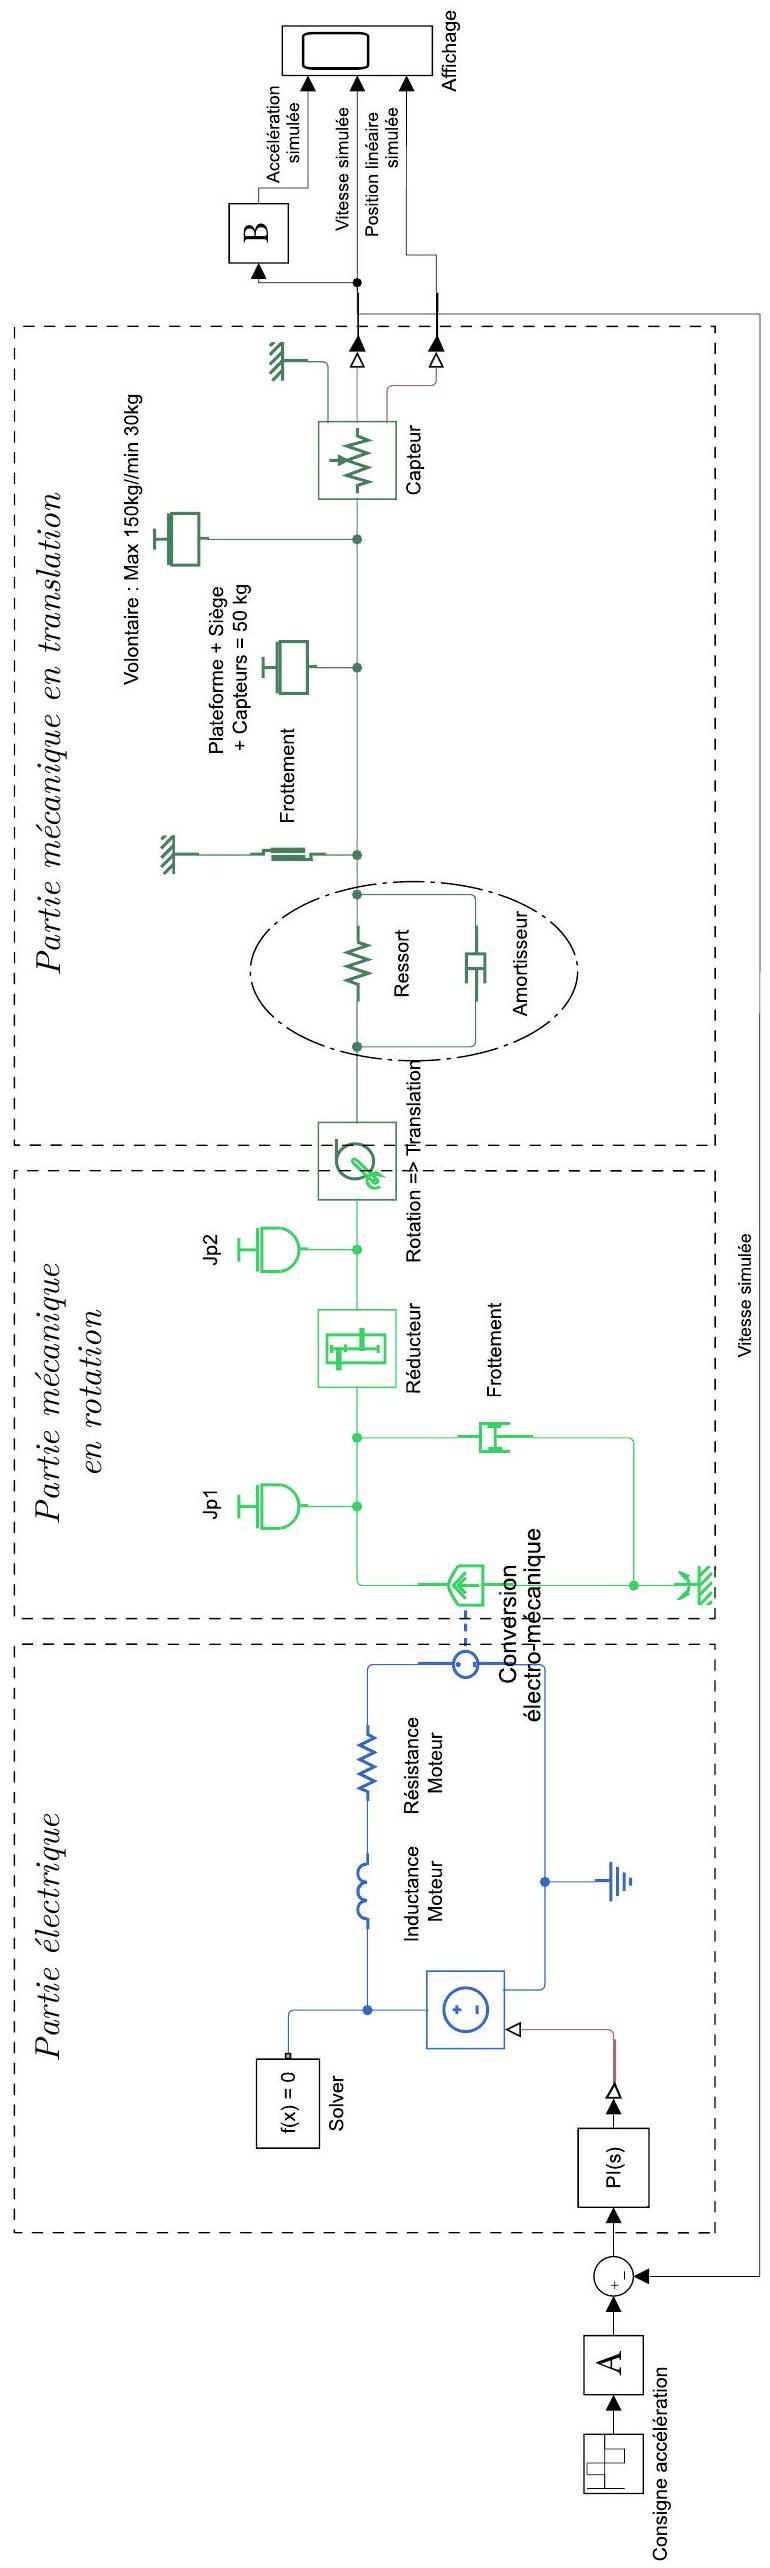 Partie électrique
Partie mécanique
en rotation
Partie mécanique en translation
Consigne accélération
A
+
−
PI(s)
f(x) = 0
Solver
+
−
Inductance
Moteur
Résistance
Moteur
Conversion
électro-mécanique
Jp1
Frottement
Réducteur
Jp2
Rotation => Translation
Ressort
Amortisseur
Frottement
Plateforme + Siège
+ Capteurs = 50 kg
Volontaire : Max 150kg//min 30kg
Capteur
B
Accélération
simulée
Vitesse simulée
Position linéaire
simulée
Affichage
Vitesse simulée